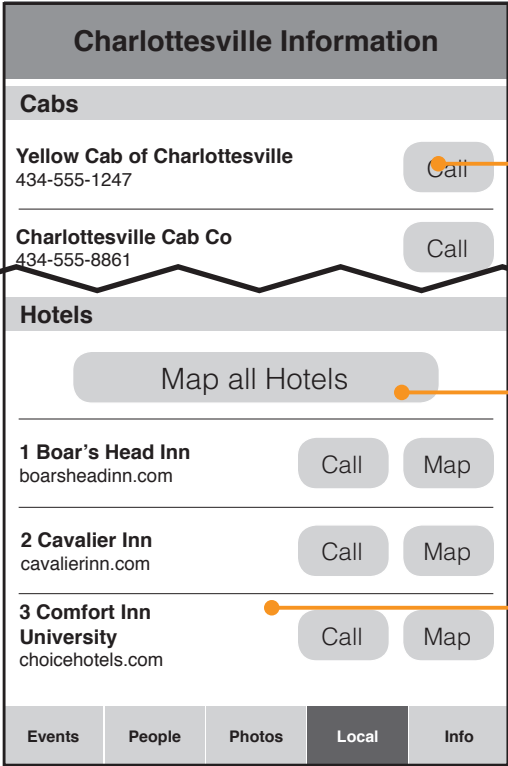 Charlottesville Information
Cabs
Yellow Cab of Charlottesville
434-555-1247
Call
Charlottesville Cab Co
434-555-8861
Call
Hotels
Map all Hotels
1 Boar's Head Inn
boarsheadinn.com
Call Map
2 Cavalier Inn
cavalierinn.com
Call Map
3 Comfort Inn
University
choicehotels.com
Call Map
Events People Photos Local Info